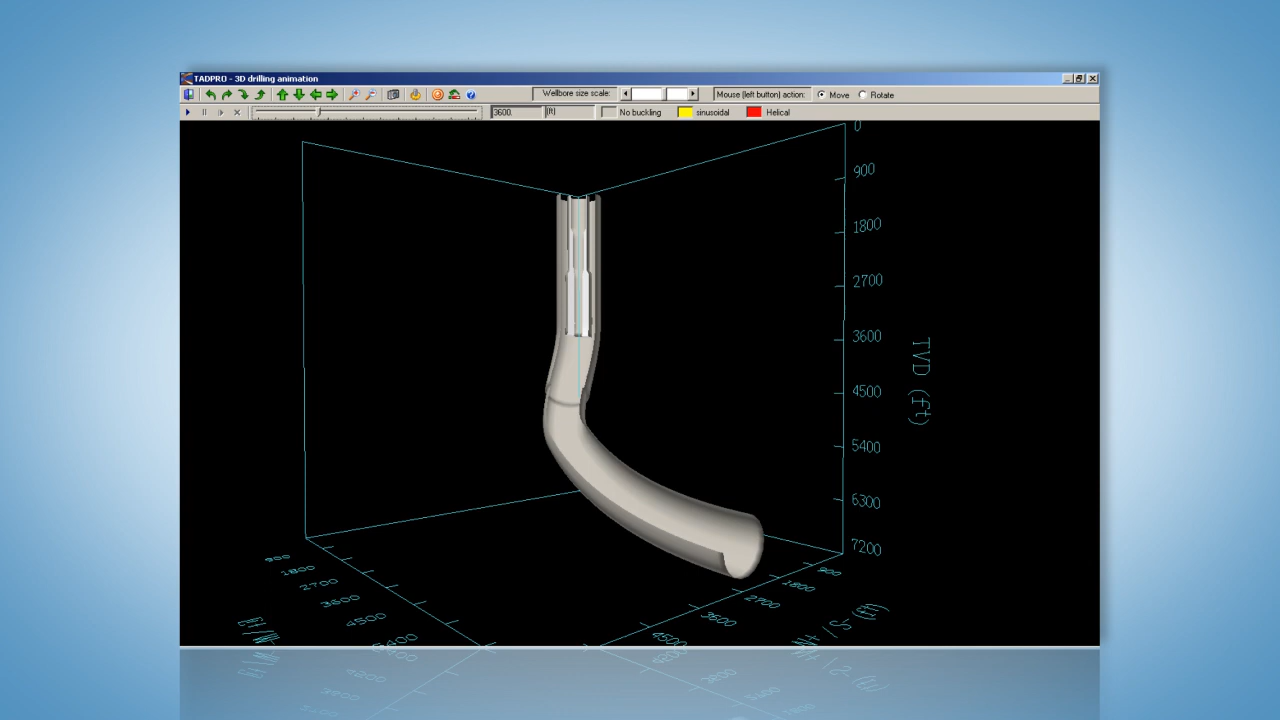 TADPRO - 3D drilling animation
Wellbore size scale:
Mouse (left button) action:
Move
Rotate
3600.
(ft)
No buckling
sinusoidal
Helical
0
900
1800
2700
3600
4500
5400
6300
7200
TVD (ft)
900
1800
2700
3600
4500
5400
900
1800
2700
3600
4500